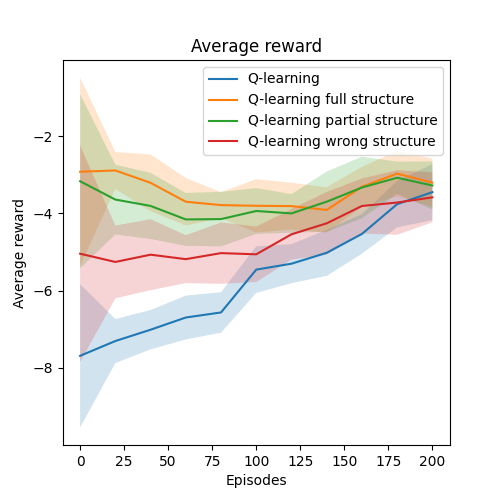 Average reward
Q-learning
Q-learning full structure
Q-learning partial structure
Q-learning wrong structure
−2
−4
−6
−8
Average reward
0 25 50 75 100 125 150 175 200
Episodes